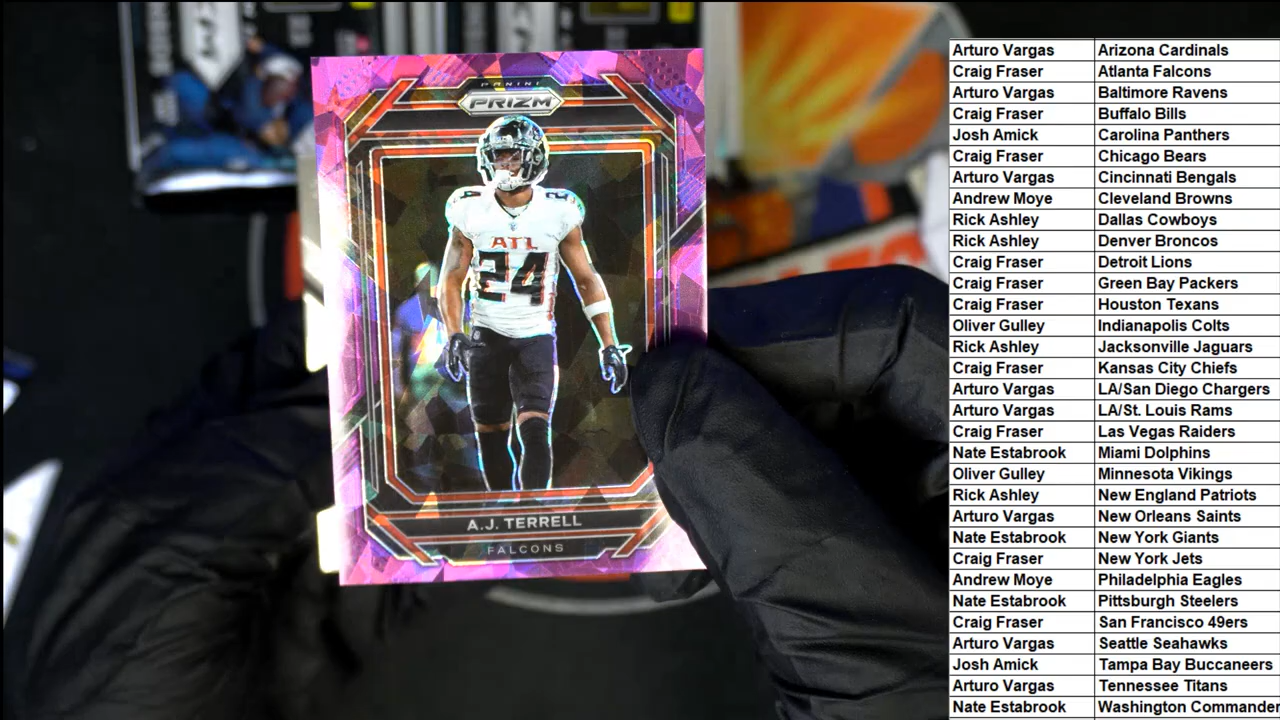 PANINI
PRIZM
24
ATL
24
A.J. TERRELL
FALCONS
Arturo Vargas Arizona Cardinals
Craig Fraser Atlanta Falcons
Arturo Vargas Baltimore Ravens
Craig Fraser Buffalo Bills
Josh Amick Carolina Panthers
Craig Fraser Chicago Bears
Arturo Vargas Cincinnati Bengals
Andrew Moye Cleveland Browns
Rick Ashley Dallas Cowboys
Rick Ashley Denver Broncos
Craig Fraser Detroit Lions
Craig Fraser Green Bay Packers
Craig Fraser Houston Texans
Oliver Gulley Indianapolis Colts
Rick Ashley Jacksonville Jaguars
Craig Fraser Kansas City Chiefs
Arturo Vargas LA/San Diego Chargers
Arturo Vargas LA/St. Louis Rams
Craig Fraser Las Vegas Raiders
Nate Estabrook Miami Dolphins
Oliver Gulley Minnesota Vikings
Rick Ashley New England Patriots
Arturo Vargas New Orleans Saints
Nate Estabrook New York Giants
Craig Fraser New York Jets
Andrew Moye Philadelphia Eagles
Nate Estabrook Pittsburgh Steelers
Craig Fraser San Francisco 49ers
Arturo Vargas Seattle Seahawks
Josh Amick Tampa Bay Buccaneers
Arturo Vargas Tennessee Titans
Nate Estabrook Washington Commander